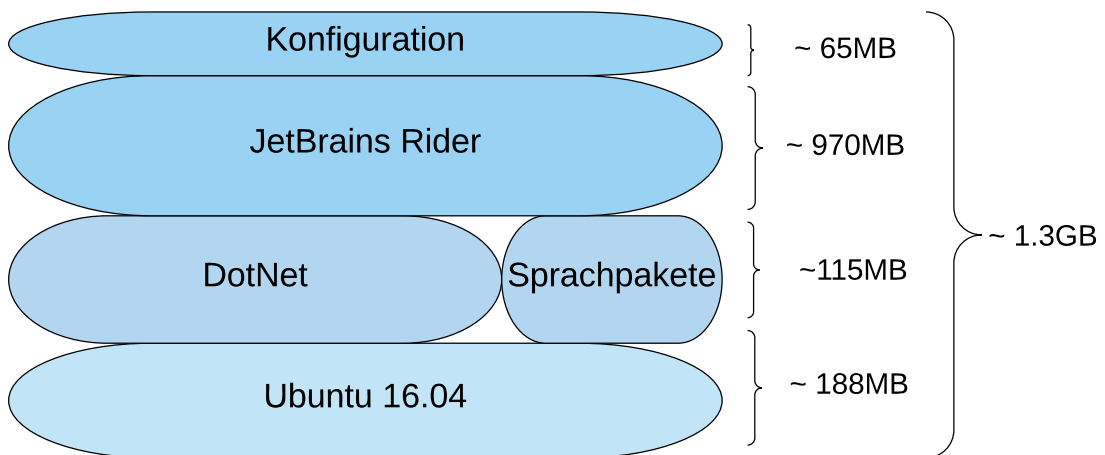 Konfiguration
~ 65MB
JetBrains Rider
~ 970MB
~ 1.3GB
DotNet
Sprachpakete
~115MB
Ubuntu 16.04
~ 188MB